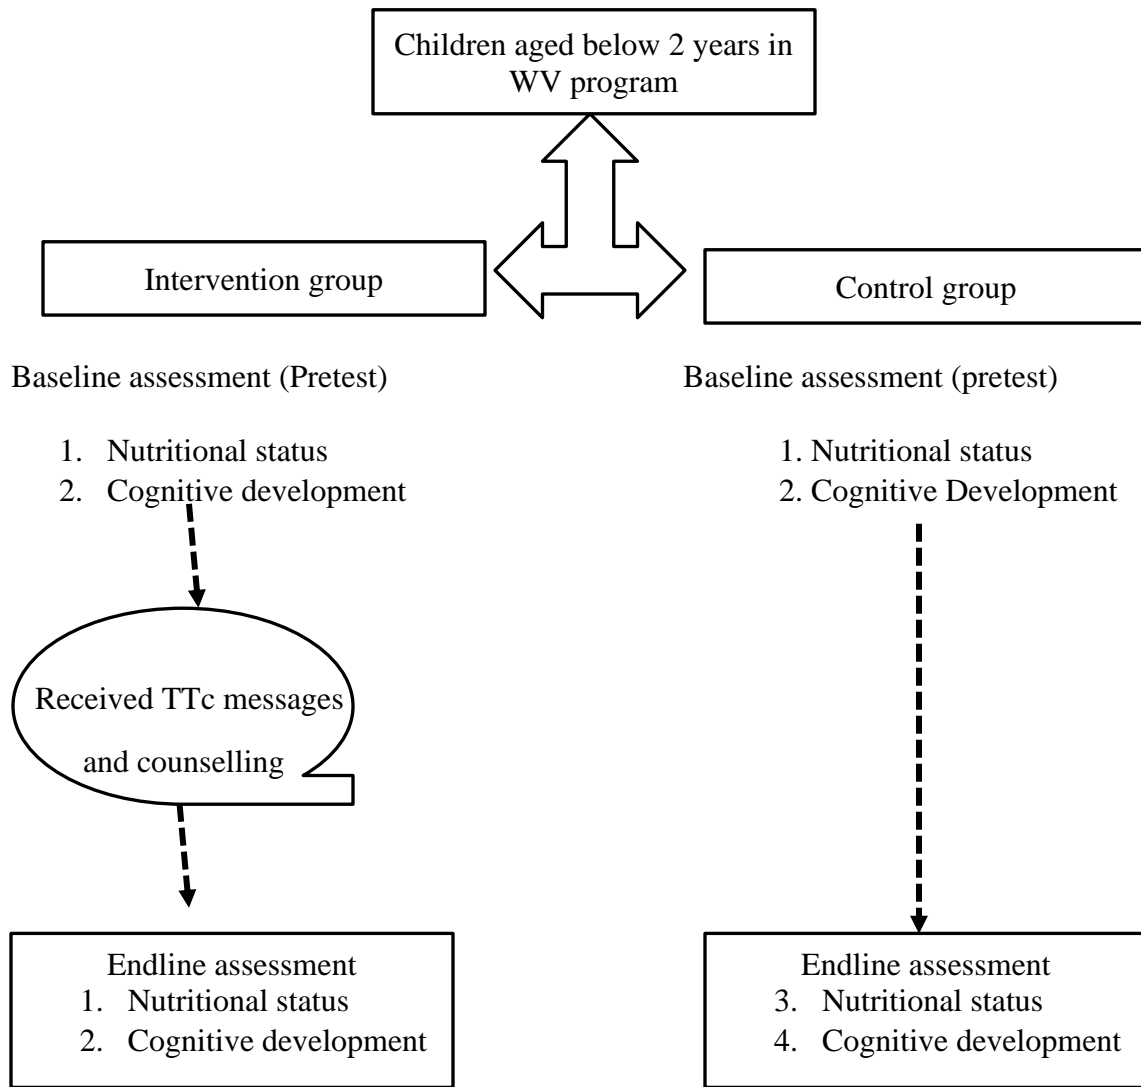 Children aged below 2 years in
WV program
Intervention group
Control group
Baseline assessment (Pretest)
1. Nutritional status
2. Cognitive development
Baseline assessment (pretest)
1. Nutritional status
2. Cognitive Development
Received TTc messages
and counselling
Endline assessment
1. Nutritional status
2. Cognitive development
Endline assessment
3. Nutritional status
4. Cognitive development